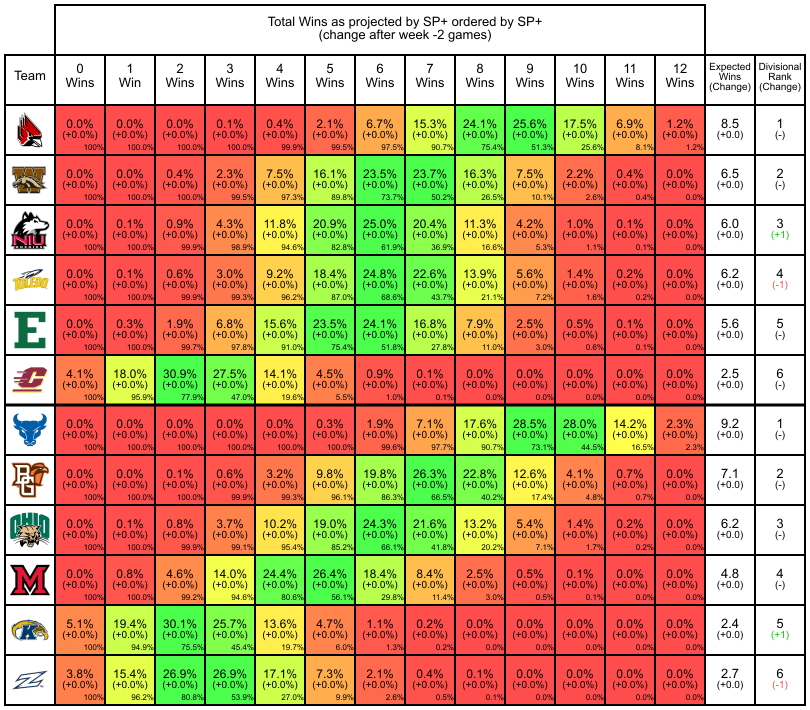 Total Wins as projected by SP+ ordered by SP+
(change after week -2 games)
Team 0 Wins 1 Win 2 Wins 3 Wins 4 Wins 5 Wins 6 Wins 7 Wins 8 Wins 9 Wins 10 Wins 11 Wins 12 Wins Expected Wins (Change) Divisional Rank (Change)
0.0% 0.0% 0.0% 0.1% 0.4% 2.1% 6.7% 15.3% 24.1% 25.6% 17.5% 6.9% 1.2% 8.5 1
(+0.0%) (+0.0%) (+0.0%) (+0.0%) (+0.0%) (+0.0%) (+0.0%) (+0.0%) (+0.0%) (+0.0%) (+0.0%) (+0.0%) (+0.0%) (+0.0) (-)
100% 100.0% 100.0% 100.0% 99.9% 99.5% 97.5% 90.7% 75.4% 51.3% 25.6% 8.1% 1.2%
W
0.0% 0.0% 0.4% 2.3% 7.5% 16.1% 23.5% 23.7% 16.3% 7.5% 2.2% 0.4% 0.0% 6.5 2
(+0.0%) (+0.0%) (+0.0%) (+0.0%) (+0.0%) (+0.0%) (+0.0%) (+0.0%) (+0.0%) (+0.0%) (+0.0%) (+0.0%) (+0.0%) (+0.0) (-)
100% 100.0% 100.0% 99.5% 97.3% 89.8% 73.7% 50.2% 26.5% 10.1% 2.6% 0.4% 0.0%
NIU
0.0% 0.1% 0.9% 4.3% 11.8% 20.9% 25.0% 20.4% 11.3% 4.2% 1.0% 0.1% 0.0% 6.0 3
(+0.0%) (+0.0%) (+0.0%) (+0.0%) (+0.0%) (+0.0%) (+0.0%) (+0.0%) (+0.0%) (+0.0%) (+0.0%) (+0.0%) (+0.0%) (+0.0) (+1)
100% 100.0% 99.9% 98.9% 94.6% 82.8% 61.9% 36.9% 16.6% 5.3% 1.1% 0.1% 0.0%
TOLEDO
0.0% 0.1% 0.6% 3.0% 9.2% 18.4% 24.8% 22.6% 13.9% 5.6% 1.4% 0.2% 0.0% 6.2 4
(+0.0%) (+0.0%) (+0.0%) (+0.0%) (+0.0%) (+0.0%) (+0.0%) (+0.0%) (+0.0%) (+0.0%) (+0.0%) (+0.0%) (+0.0%) (+0.0) (-1)
100% 100.0% 99.9% 99.3% 96.2% 87.0% 68.6% 43.7% 21.1% 7.2% 1.6% 0.2% 0.0%
E
0.0% 0.3% 1.9% 6.8% 15.6% 23.5% 24.1% 16.8% 7.9% 2.5% 0.5% 0.1% 0.0% 5.6 5
(+0.0%) (+0.0%) (+0.0%) (+0.0%) (+0.0%) (+0.0%) (+0.0%) (+0.0%) (+0.0%) (+0.0%) (+0.0%) (+0.0%) (+0.0%) (+0.0) (-)
100% 100.0% 99.7% 97.8% 91.0% 75.4% 51.8% 27.8% 11.0% 3.0% 0.6% 0.1% 0.0%
C
4.1% 18.0% 30.9% 27.5% 14.1% 4.5% 0.9% 0.1% 0.0% 0.0% 0.0% 0.0% 0.0% 2.5 6
(+0.0%) (+0.0%) (+0.0%) (+0.0%) (+0.0%) (+0.0%) (+0.0%) (+0.0%) (+0.0%) (+0.0%) (+0.0%) (+0.0%) (+0.0%) (+0.0) (-)
100% 95.9% 77.9% 47.0% 19.6% 5.5% 1.0% 0.1% 0.0% 0.0% 0.0% 0.0% 0.0%
0.0% 0.0% 0.0% 0.0% 0.0% 0.3% 1.9% 7.1% 17.6% 28.5% 28.0% 14.2% 2.3% 9.2 1
(+0.0%) (+0.0%) (+0.0%) (+0.0%) (+0.0%) (+0.0%) (+0.0%) (+0.0%) (+0.0%) (+0.0%) (+0.0%) (+0.0%) (+0.0%) (+0.0) (-)
100% 100.0% 100.0% 100.0% 100.0% 100.0% 99.6% 97.7% 90.7% 73.1% 44.5% 16.5% 2.3%
BG
0.0% 0.0% 0.1% 0.6% 3.2% 9.8% 19.8% 26.3% 22.8% 12.6% 4.1% 0.7% 0.0% 7.1 2
(+0.0%) (+0.0%) (+0.0%) (+0.0%) (+0.0%) (+0.0%) (+0.0%) (+0.0%) (+0.0%) (+0.0%) (+0.0%) (+0.0%) (+0.0%) (+0.0) (-)
100% 100.0% 100.0% 99.9% 99.3% 96.1% 86.3% 66.5% 40.2% 17.4% 4.8% 0.7% 0.0%
OHIO
0.0% 0.1% 0.8% 3.7% 10.2% 19.0% 24.3% 21.6% 13.2% 5.4% 1.4% 0.2% 0.0% 6.2 3
(+0.0%) (+0.0%) (+0.0%) (+0.0%) (+0.0%) (+0.0%) (+0.0%) (+0.0%) (+0.0%) (+0.0%) (+0.0%) (+0.0%) (+0.0%) (+0.0) (-)
100% 100.0% 99.9% 99.1% 95.4% 85.2% 66.1% 41.8% 20.2% 7.1% 1.7% 0.2% 0.0%
M
0.0% 0.8% 4.6% 14.0% 24.4% 26.4% 18.4% 8.4% 2.5% 0.5% 0.1% 0.0% 0.0% 4.8 4
(+0.0%) (+0.0%) (+0.0%) (+0.0%) (+0.0%) (+0.0%) (+0.0%) (+0.0%) (+0.0%) (+0.0%) (+0.0%) (+0.0%) (+0.0%) (+0.0) (-)
100% 100.0% 99.2% 94.6% 80.6% 56.1% 29.8% 11.4% 3.0% 0.5% 0.1% 0.0% 0.0%
K
5.1% 19.4% 30.1% 25.7% 13.6% 4.7% 1.1% 0.2% 0.0% 0.0% 0.0% 0.0% 0.0% 2.4 5
(+0.0%) (+0.0%) (+0.0%) (+0.0%) (+0.0%) (+0.0%) (+0.0%) (+0.0%) (+0.0%) (+0.0%) (+0.0%) (+0.0%) (+0.0%) (+0.0) (+1)
100% 94.9% 75.5% 45.4% 19.7% 6.0% 1.3% 0.2% 0.0% 0.0% 0.0% 0.0% 0.0%
Z
3.8% 15.4% 26.9% 26.9% 17.1% 7.3% 2.1% 0.4% 0.1% 0.0% 0.0% 0.0% 0.0% 2.7 6
(+0.0%) (+0.0%) (+0.0%) (+0.0%) (+0.0%) (+0.0%) (+0.0%) (+0.0%) (+0.0%) (+0.0%) (+0.0%) (+0.0%) (+0.0%) (+0.0) (-1)
100% 96.2% 80.8% 53.9% 27.0% 9.9% 2.6% 0.5% 0.1% 0.0% 0.0% 0.0% 0.0%